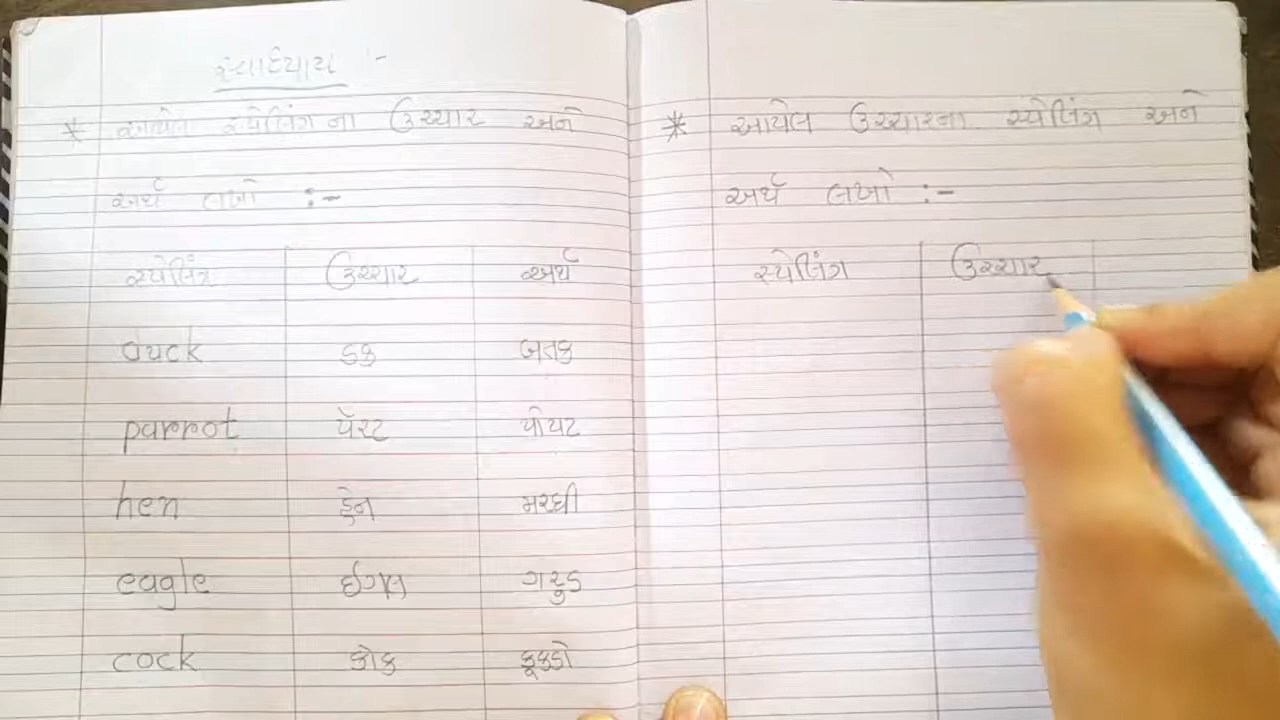 સ્વાધ્યાય :-
* આપેલ સ્પેલિંગના ઉચ્ચાર અને
અર્થ લખો :-
સ્પેલિંગ ઉચ્ચાર અર્થ
duck ડક બતક
parrot પૅરટ પોપટ
hen હેન મરઘી
eagle ઈગલ ગરુડ
cock કોક કૂકડો
* આપેલ ઉચ્ચારના સ્પેલિંગ અને
અર્થ લખો :-
સ્પેલિંગ ઉચ્ચાર